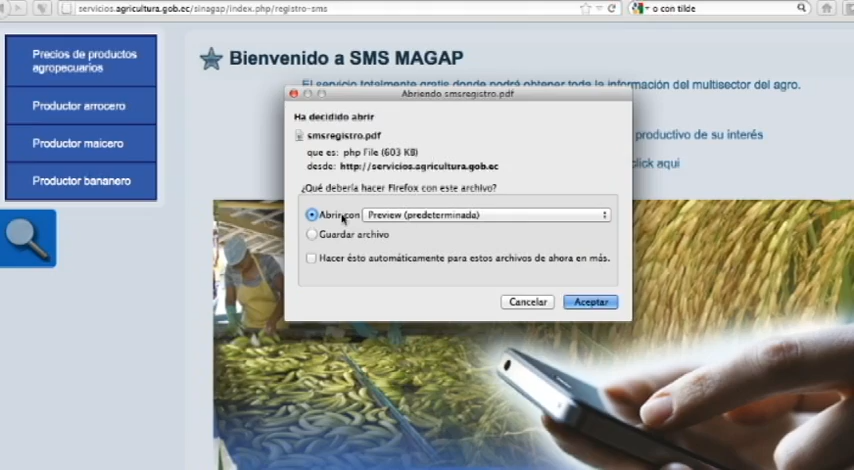 servicios.agricultura.gob.ec/sinagap/index.php/registro-sms
o con tilde
Precios de productos
agropecuarios
Productor arrocero
Productor maicero
Productor bananero
Bienvenido a SMS MAGAP
El servicio totalmente gratis donde podrá obtener toda la información del multisector del agro.
productivo de su interés
click aqui
Abriendo smsregistro.pdf
Ha decidido abrir
smsregistro.pdf
que es: php File (603 KB)
desde: http://servicios.agricultura.gob.ec
¿Qué debería hacer Firefox con este archivo?
Abrir con Preview (predeterminada)
Guardar archivo
Hacer ésto automáticamente para estos archivos de ahora en más.
Cancelar Aceptar